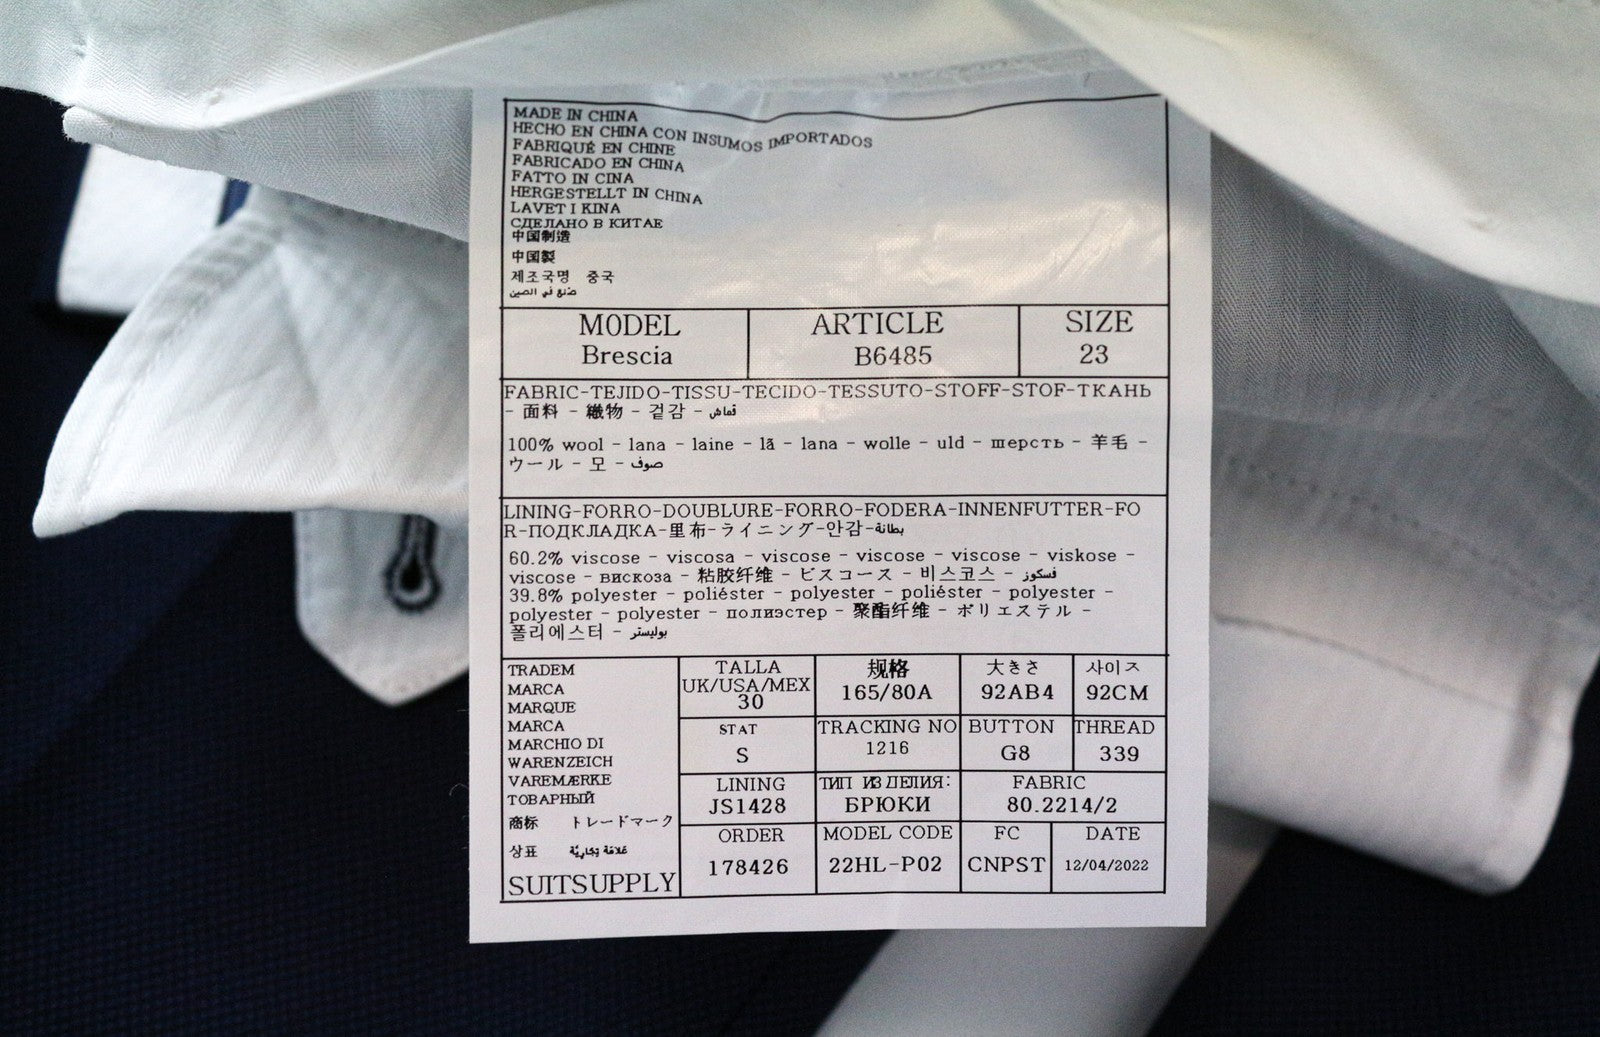 MADE IN CHINA
HECHO EN CHINA CON INSUMOS IMPORTADOS
FABRIQUÉ EN CHINE
FABRICADO EN CHINA
FATTO IN CINA
HERGESTELLT IN CHINA
LAVET I KINA
СДЕЛАНО В КИТАЕ
中国制造
中国製
제조국명 중국
صنع في الصين
MODEL ARTICLE SIZE
Brescia B6485 23
FABRIC-TEJIDO-TISSU-TECIDO-TESSUTO-STOFF-STOF-ТКАНЬ
- 面料 - 織物 - 겉감 - قماش
100% wool - lana - laine - lã - lana - wolle - uld - шерсть - 羊毛 -
ウール - 모 - صوف
LINING-FORRO-DOUBLURE-FORRO-FODERA-INNENFUTTER-FO
R-ПОДКЛАДКА-里布-ライニング-안감-بطانة
60.2% viscose - viscosa - viscose - viscose - viscose - viskose -
viscose - вискоза - 粘胶纤维 - ビスコース - 비스코스 - فسكوز
39.8% polyester - poliéster - polyester - poliéster - polyester -
polyester - polyester - полиэстер - 聚酯纤维 - ポリエステル -
폴리에스터 - بوليستر
TRADEM
MARCA
MARQUE
MARCA
MARCHIO DI
WARENZEICH
VAREMÆRKE
ТОВАРНЫЙ
商标 トレードマーク
상표 علامة تجارية
SUITSUPPLY
TALLA 规格 大きさ 사이즈
UK/USA/MEX 165/80A 92AB4 92CM
30
STAT TRACKING NO BUTTON THREAD
S 1216 G8 339
LINING ТИП ИЗДЕЛИЯ: FABRIC
JS1428 БРЮКИ 80.2214/2
ORDER MODEL CODE FC DATE
178426 22HL-P02 CNPST 12/04/2022